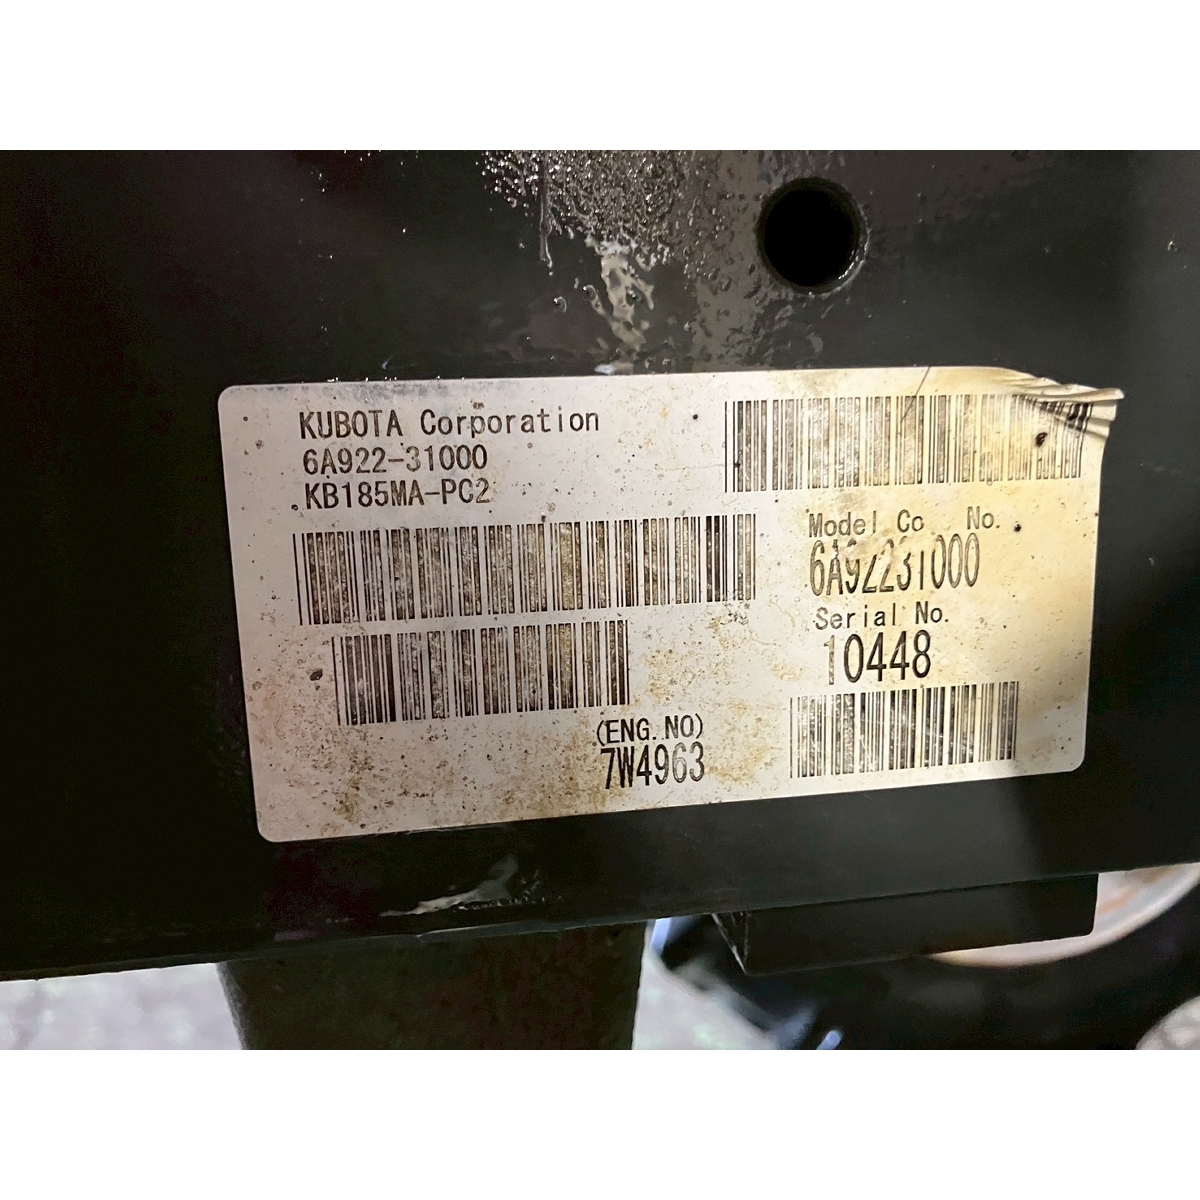 KUBOTA Corporation
6A922-31000
KB185MA-PC2
Model Co No.
6A92231000
Serial No.
10448
(ENG. NO)
7W4963